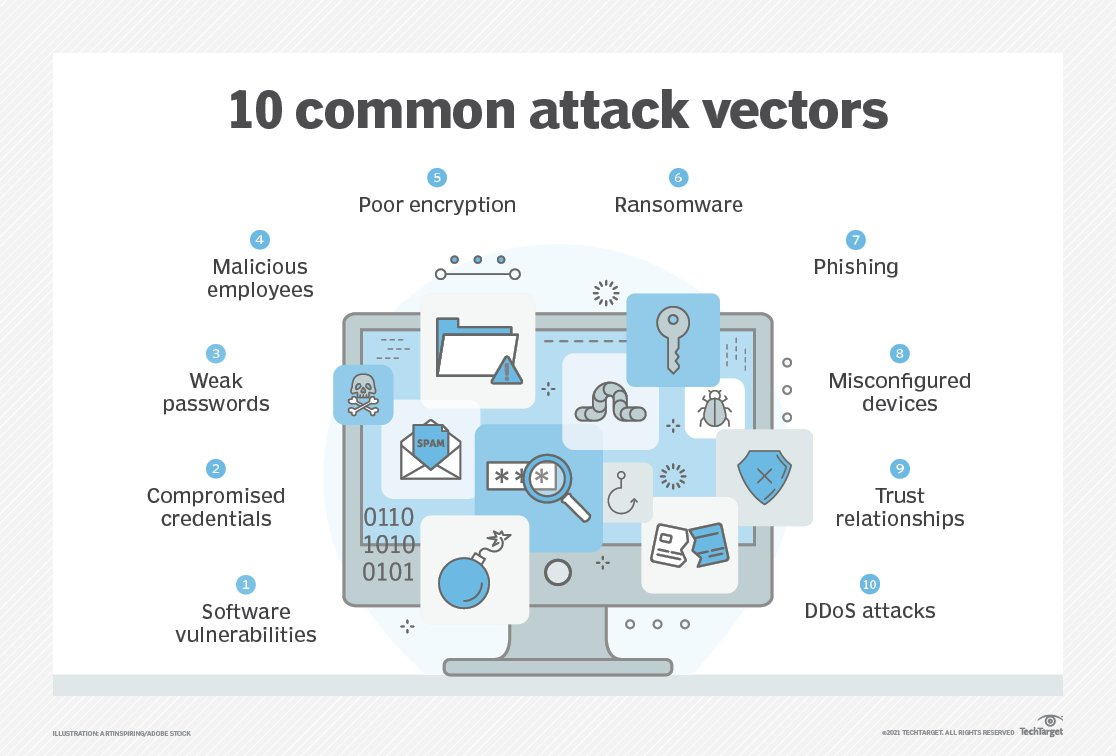 10 common attack vectors
5
Poor encryption
6
Ransomware
4
Malicious
employees
7
Phishing
3
Weak
passwords
8
Misconfigured
devices
2
Compromised
credentials
9
Trust
relationships
1
Software
vulnerabilities
10
DDoS attacks
SPAM
***
0110
1010
0101
ILLUSTRATION: ARTINSPIRING/ADOBE STOCK
©2021 TECHTARGET. ALL RIGHTS RESERVED
TechTarget